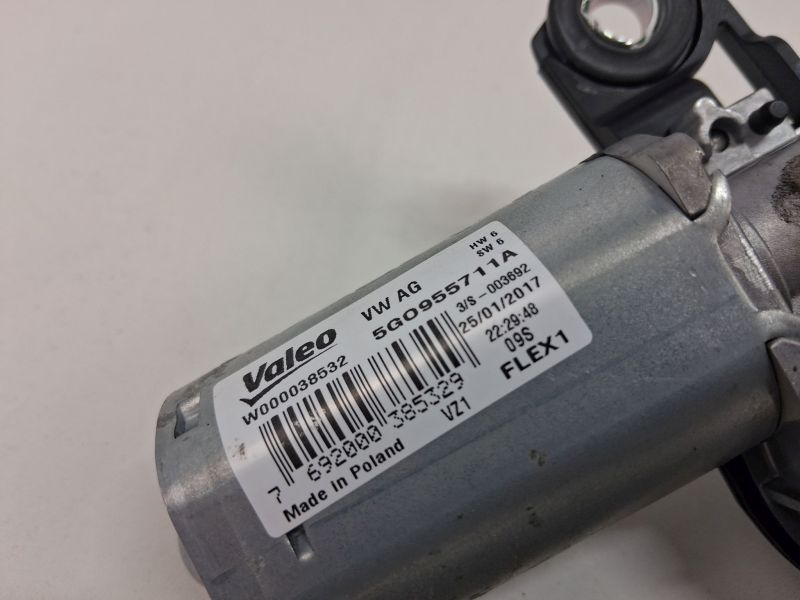 HW 6
SW 6
VW AG
5G0955711A
Valeo
3/S-003692
W000038532
25/01/2017
22:29:48
09S
FLEX1
7 692000 385329
VZ1
Made in Poland